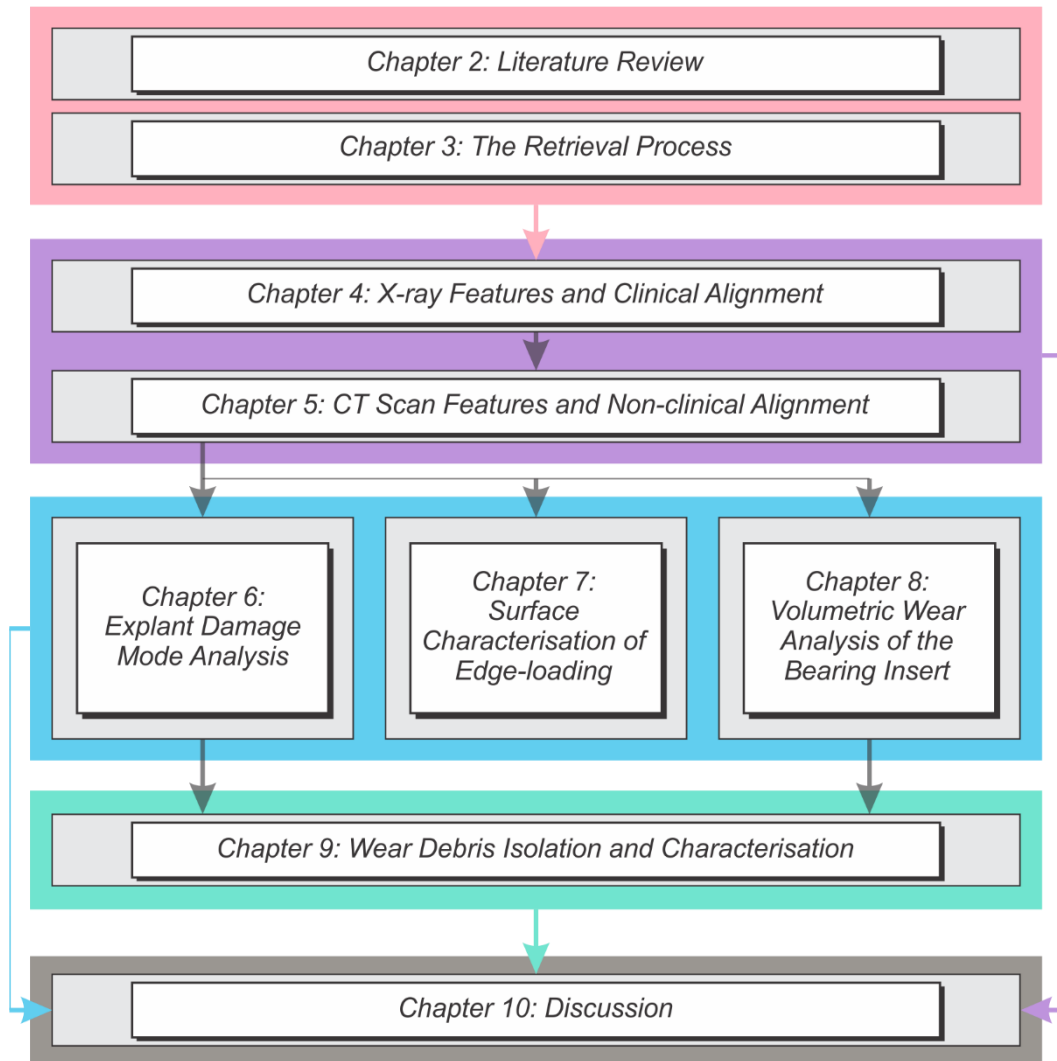 Chapter 2: Literature Review
Chapter 3: The Retrieval Process
Chapter 4: X-ray Features and Clinical Alignment
Chapter 5: CT Scan Features and Non-clinical Alignment
Chapter 6:
Explant Damage
Mode Analysis
Chapter 7:
Surface
Characterisation of
Edge-loading
Chapter 8:
Volumetric Wear
Analysis of the
Bearing Insert
Chapter 9: Wear Debris Isolation and Characterisation
Chapter 10: Discussion